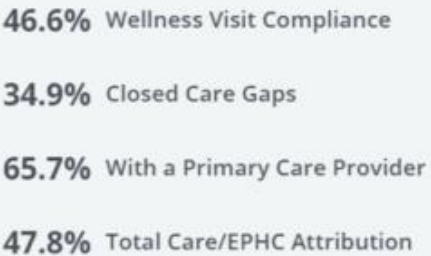 46.6% Wellness Visit Compliance
34.9% Closed Care Gaps
65.7% With a Primary Care Provider
47.8% Total Care/EPHC Attribution